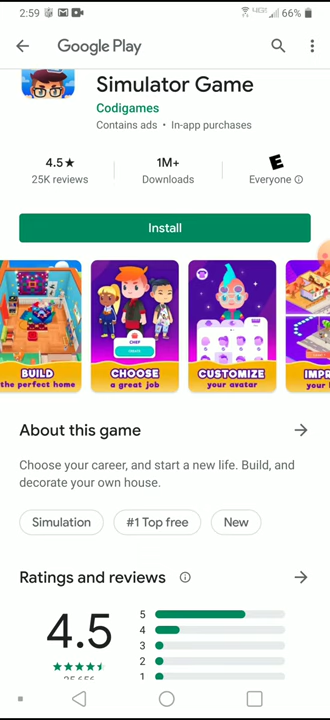 2:59 66%
Google Play
Simulator Game
Codigames
Contains ads • In-app purchases
4.5★ 1M+ E
25K reviews Downloads Everyone
Install
BUILD CHOOSE CUSTOMIZE IMPR
the perfect home a great job your avatar your
CHEF
About this game
Choose your career, and start a new life. Build, and
decorate your own house.
Simulation #1 Top free New
Ratings and reviews
4.5
5
4
3
2
1